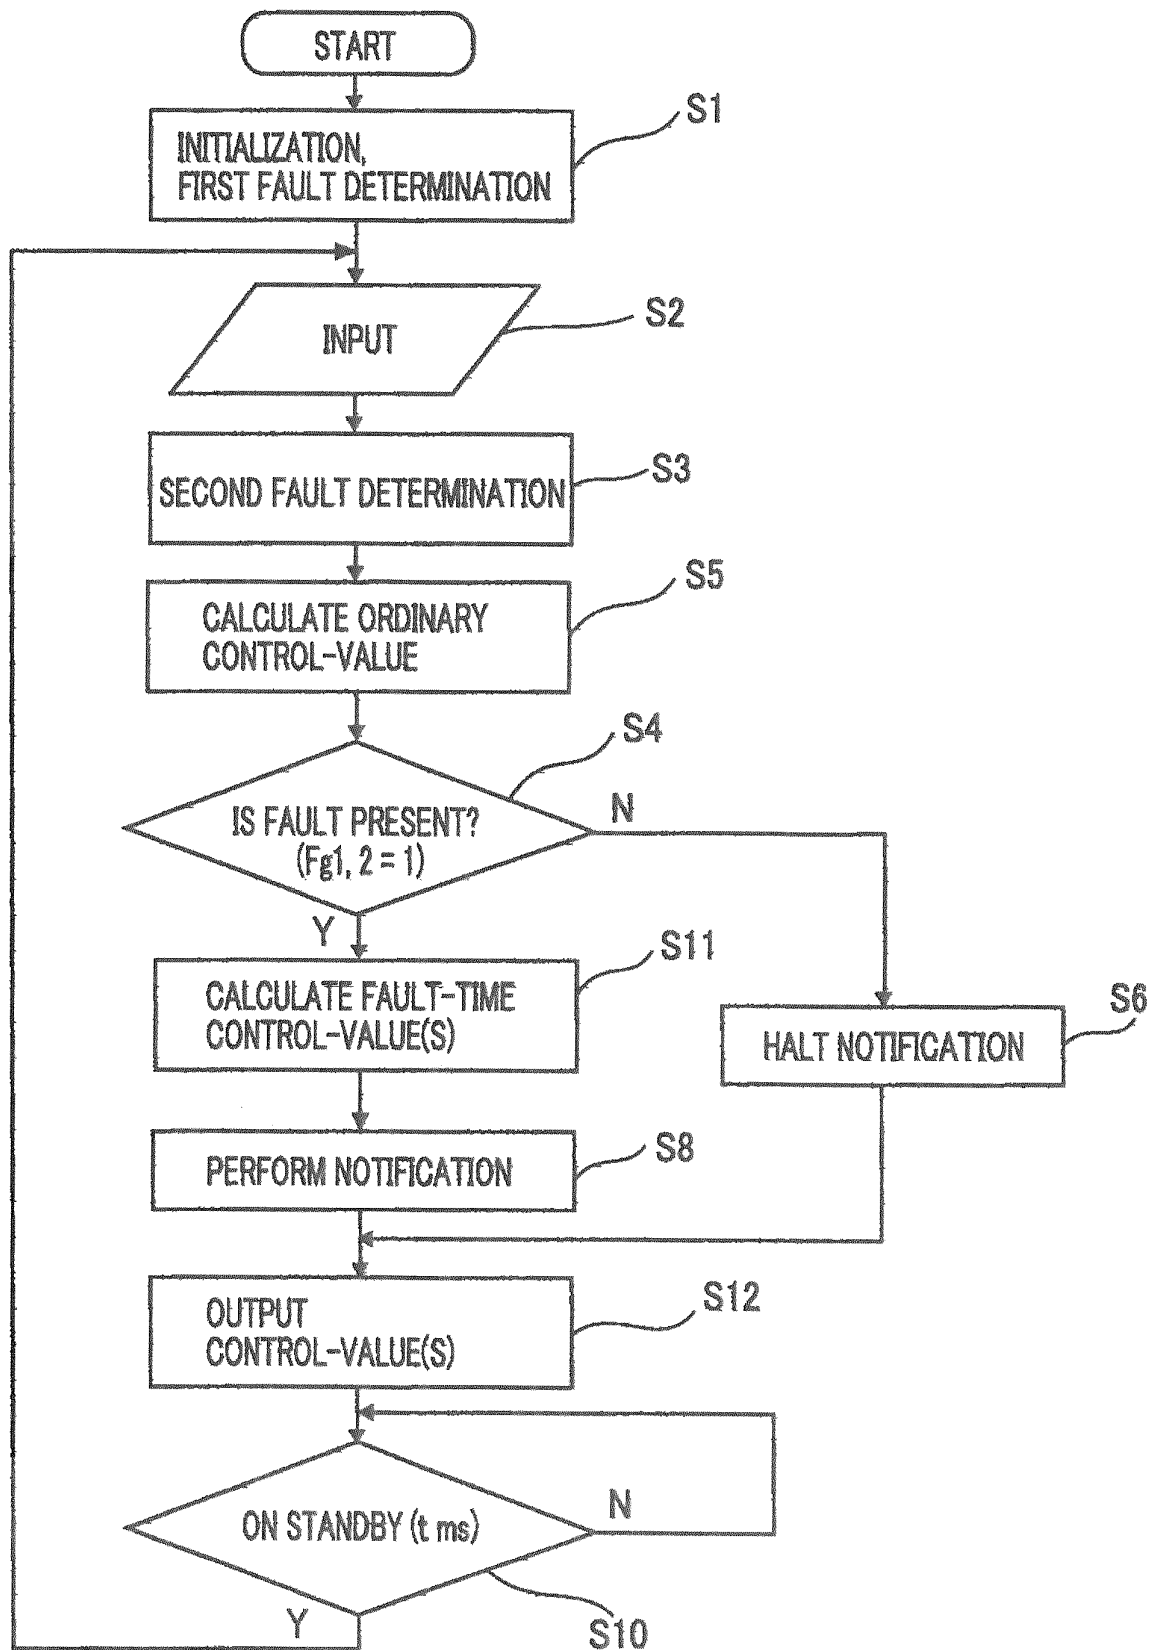 START
S1
INITIALIZATION,
FIRST FAULT DETERMINATION
S2
INPUT
S3
SECOND FAULT DETERMINATION
S5
CALCULATE ORDINARY
CONTROL-VALUE
S4
N
IS FAULT PRESENT?
(Fg1, 2 = 1)
Y
S11
CALCULATE FAULT-TIME
CONTROL-VALUE(S)
S6
HALT NOTIFICATION
S8
PERFORM NOTIFICATION
S12
OUTPUT
CONTROL-VALUE(S)
N
ON STANDBY (t ms)
Y
S10